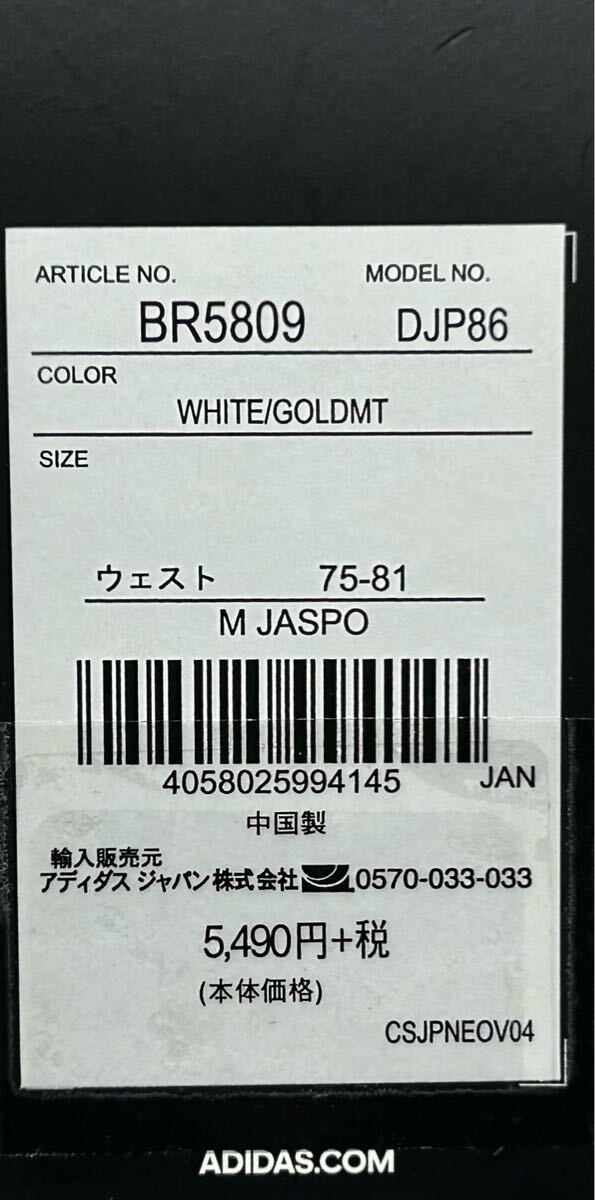 ARTICLE NO. MODEL NO.
BR5809 DJP86
COLOR
WHITE/GOLDMT
SIZE
ウェスト 75-81
M JASPO
4058025994145 JAN
中国製
輸入販売元
アディダス ジャパン株式会社 0570-033-033
5,490円+税
(本体価格)
CSJPNEOV04
ADIDAS.COM